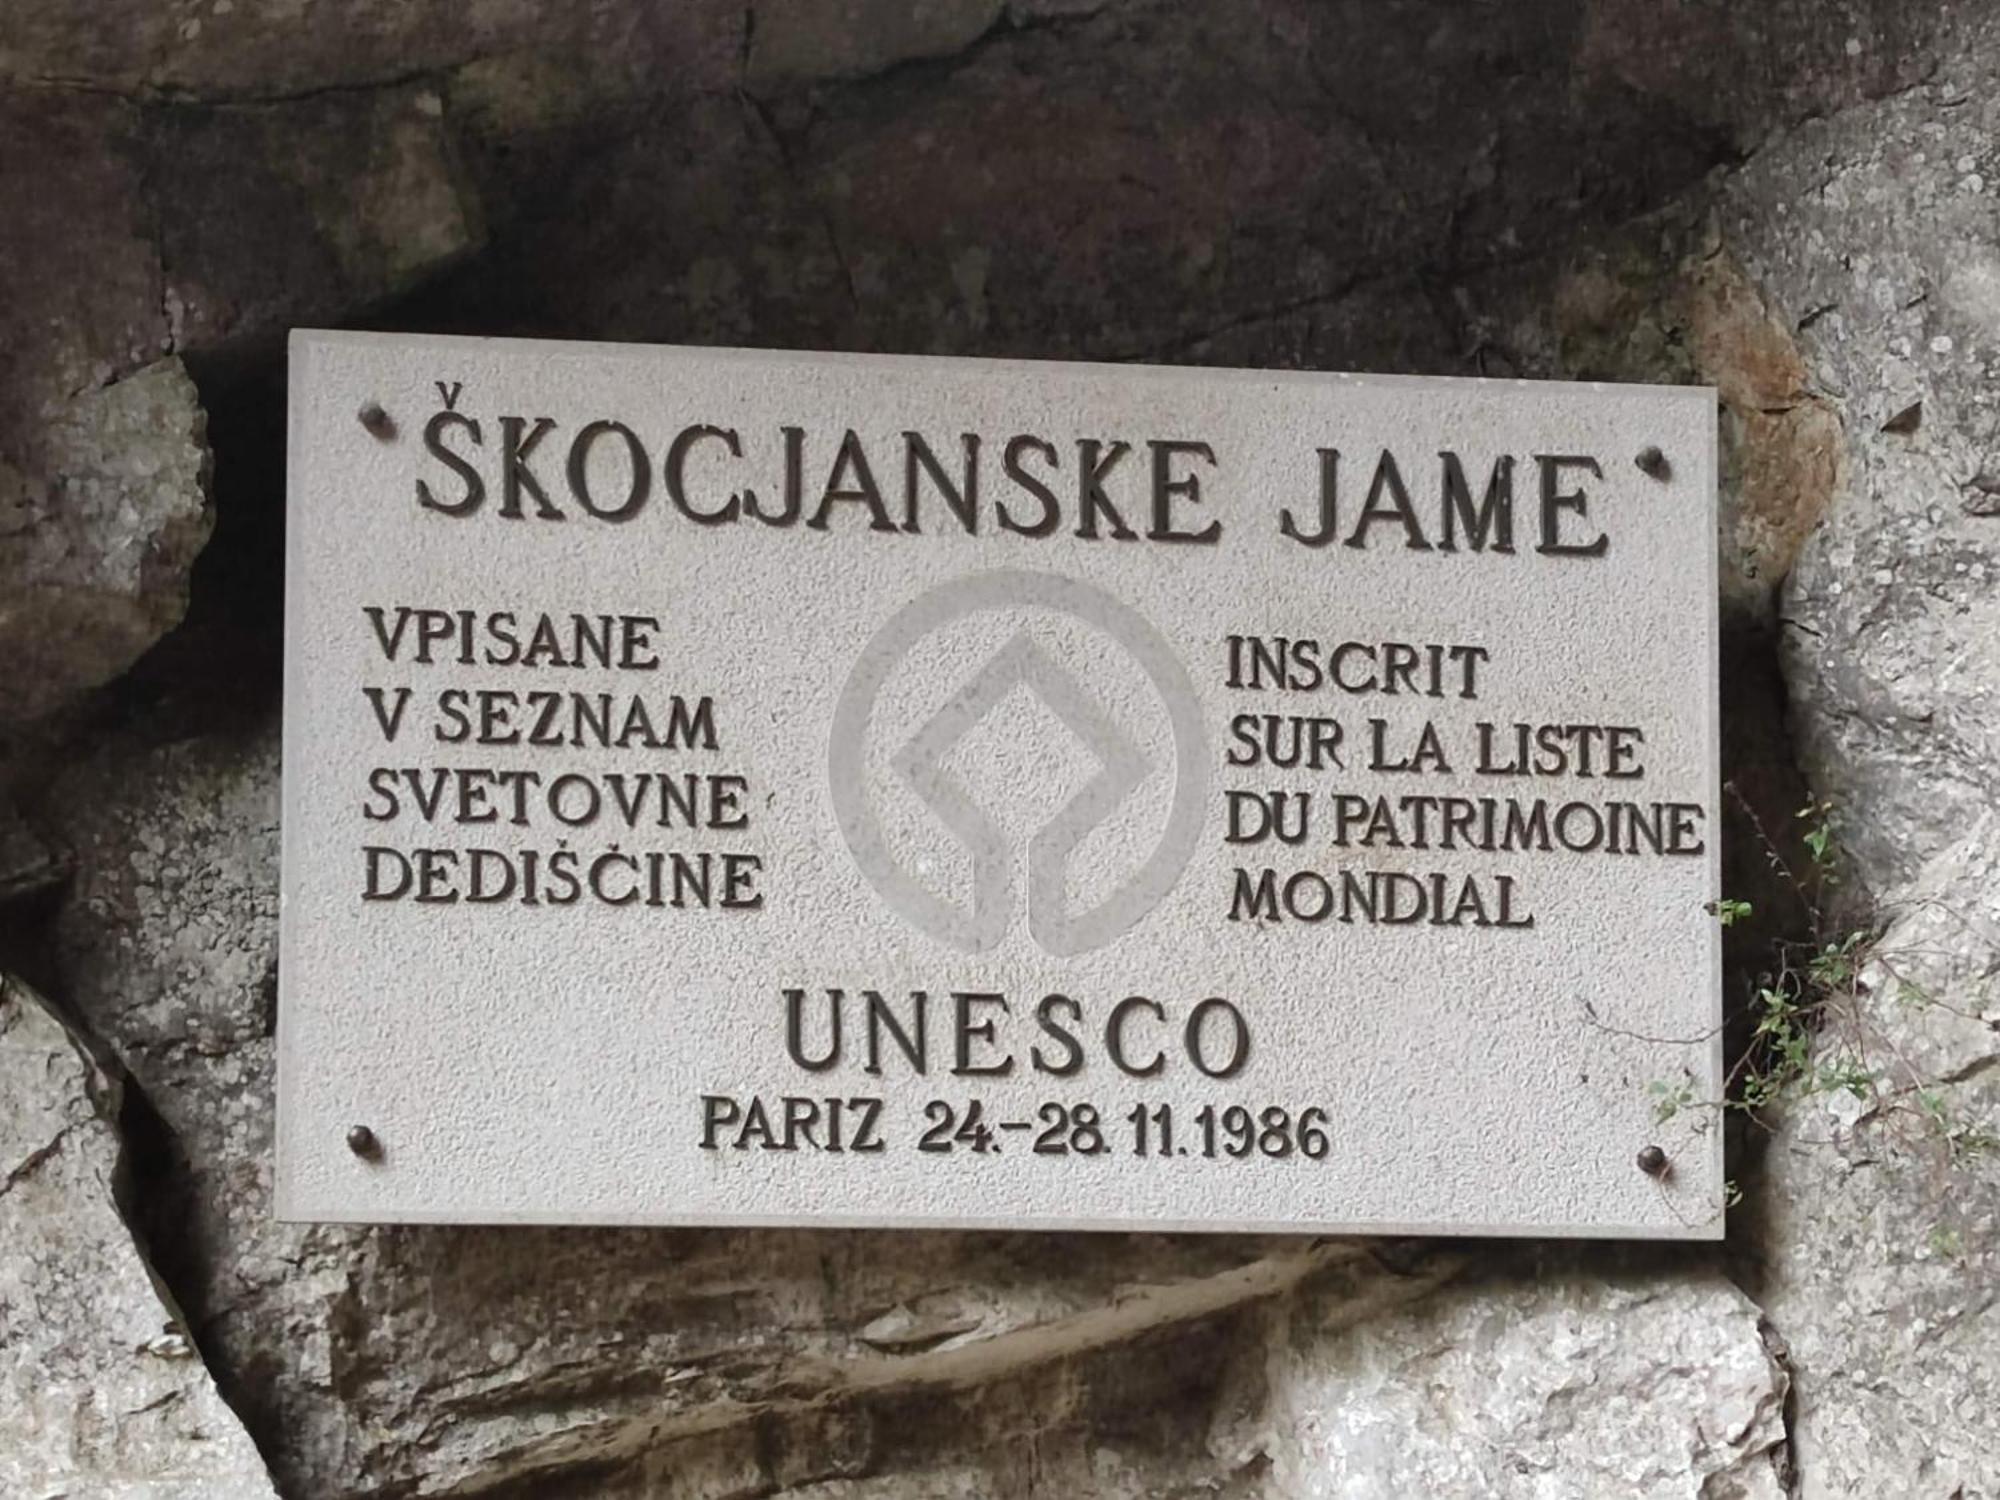 ŠKOCJANSKE JAME
VPISANE
V SEZNAM
SVETOVNE
DEDIŠČINE
INSCRIT
SUR LA LISTE
DU PATRIMOINE
MONDIAL
UNESCO
PARIZ 24.-28.11.1986